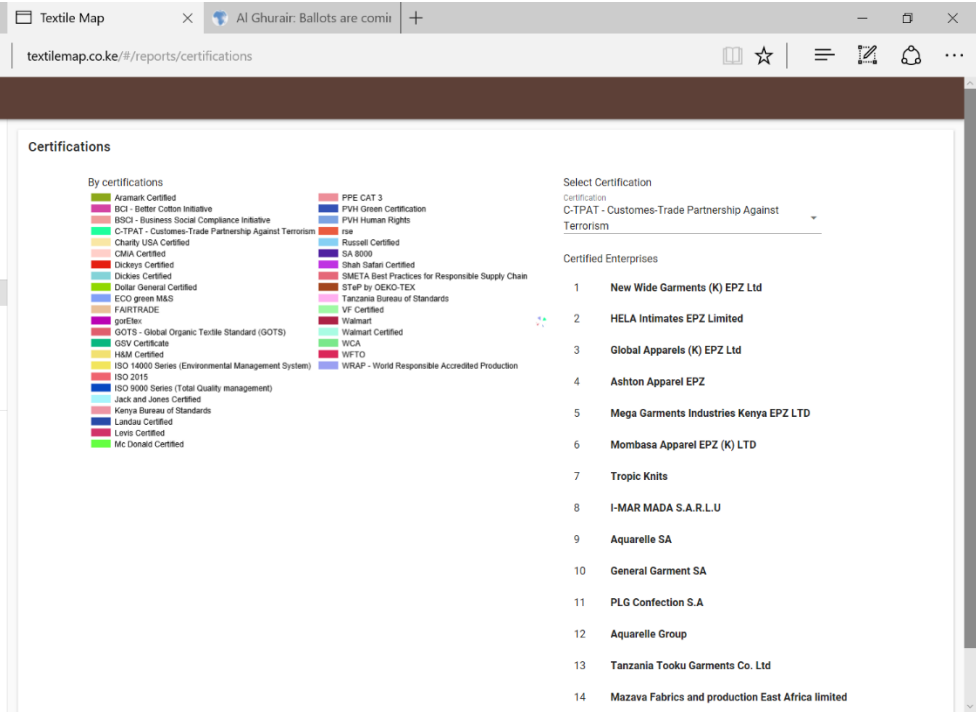 Textile Map
Al Ghurair: Ballots are comin
textilemap.co.ke/#/reports/certifications
Certifications
By certifications
Aramark Certified
BCI - Better Cotton Initiative
BSCI - Business Social Compliance Initiative
C-TPAT - Customes-Trade Partnership Against Terrorism
Charity USA Certified
CMiA Certified
Dickeys Certified
Dickies Certified
Dollar General Certified
ECO green M&S
FAIRTRADE
gorEtex
GOTS - Global Organic Textile Standard (GOTS)
GSV Certificate
H&M Certified
ISO 14000 Series (Environmental Management System)
ISO 2015
ISO 9000 Series (Total Quality management)
Jack and Jones Certified
Kenya Bureau of Standards
Landau Certified
Levis Certified
Mc Donald Certified
PPE CAT 3
PVH Green Certification
PVH Human Rights
rse
Russell Certified
SA 8000
Shah Safari Certified
SMETA Best Practices for Responsible Supply Chain
STeP by OEKO-TEX
Tanzania Bureau of Standards
VF Certified
Walmart
Walmart Certified
WCA
WFTO
WRAP - World Responsible Accredited Production
Select Certification
Certification
C-TPAT - Customes-Trade Partnership Against
Terrorism
Certified Enterprises
1 New Wide Garments (K) EPZ Ltd
2 HELA Intimates EPZ Limited
3 Global Apparels (K) EPZ Ltd
4 Ashton Apparel EPZ
5 Mega Garments Industries Kenya EPZ LTD
6 Mombasa Apparel EPZ (K) LTD
7 Tropic Knits
8 I-MAR MADA S.A.R.L.U
9 Aquarelle SA
10 General Garment SA
11 PLG Confection S.A
12 Aquarelle Group
13 Tanzania Tooku Garments Co. Ltd
14 Mazava Fabrics and production East Africa limited